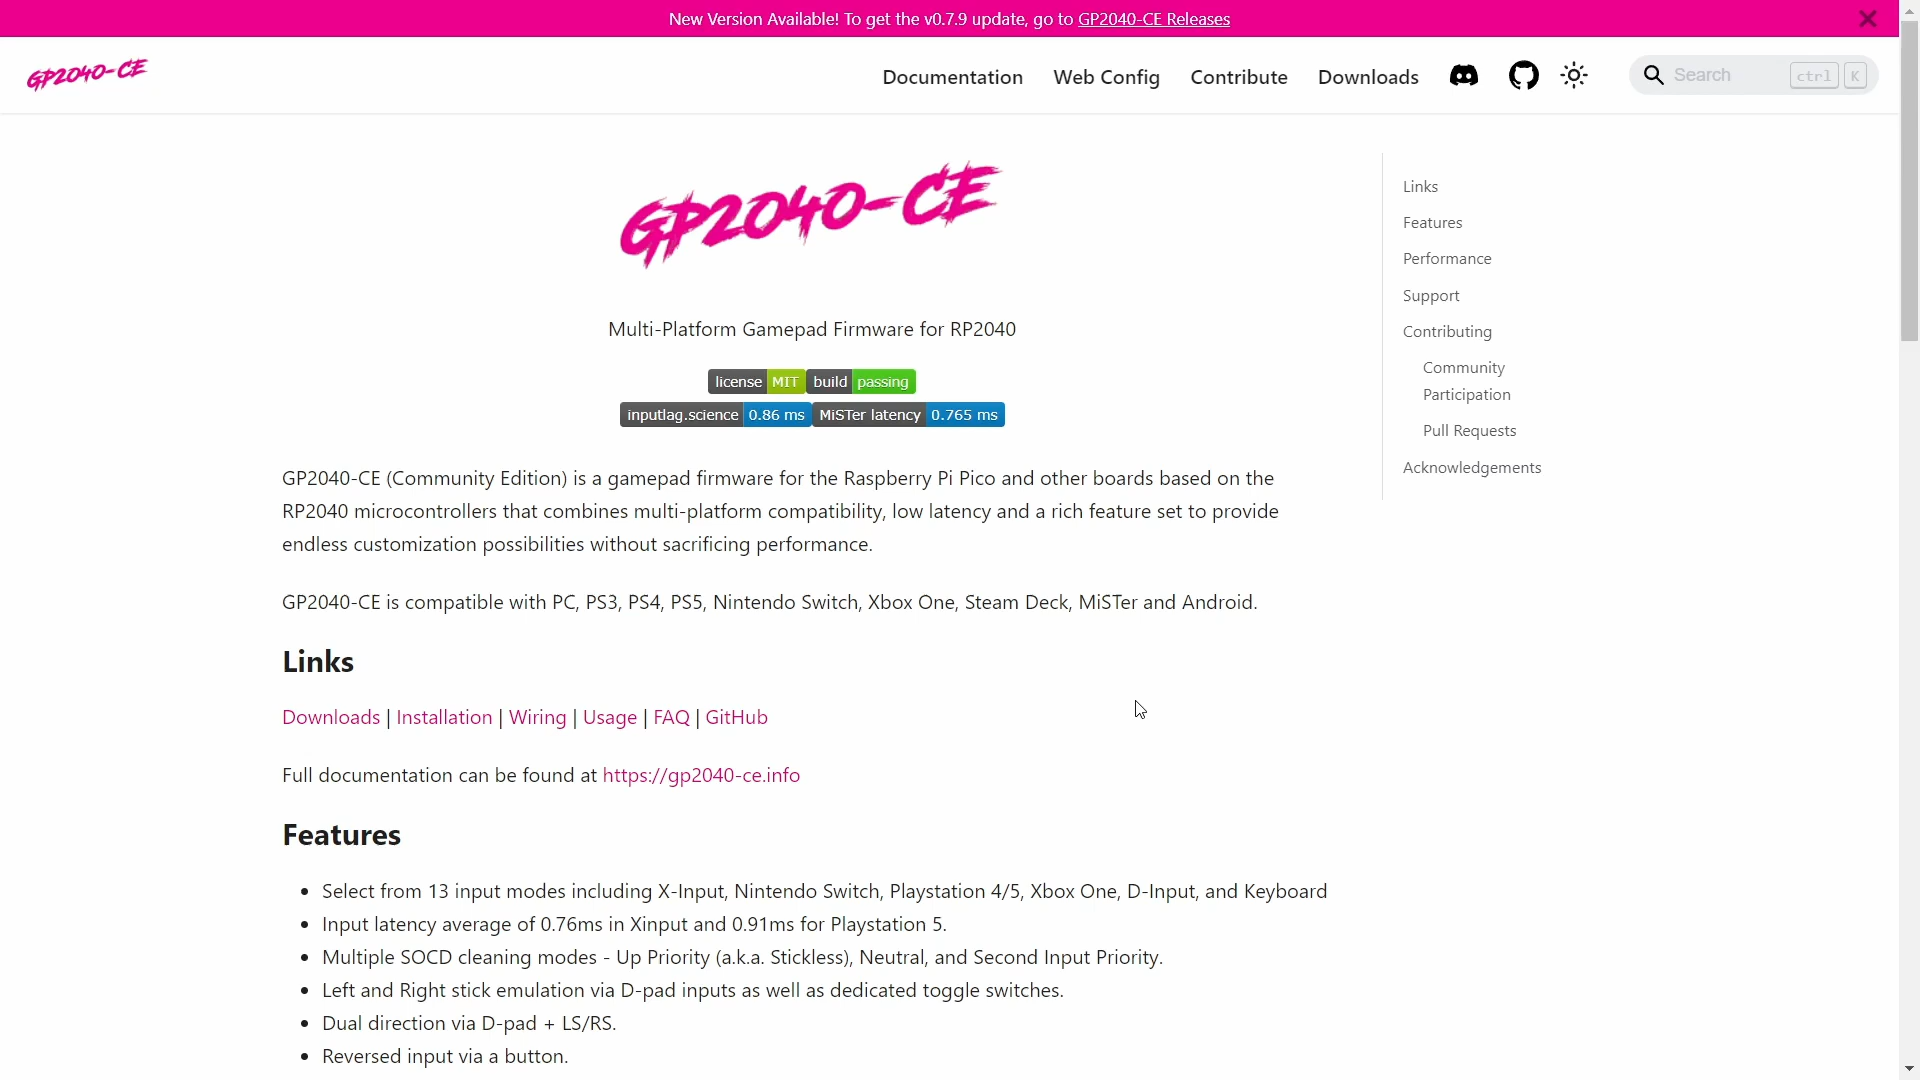 New Version Available! To get the v0.7.9 update, go to GP2040-CE Releases
GP2040-CE
Documentation
Web Config
Contribute
Downloads
Search
ctrl K
GP2040-CE
Multi-Platform Gamepad Firmware for RP2040
license MIT build passing
inputlag.science 0.86 ms MiSTer latency 0.765 ms
GP2040-CE (Community Edition) is a gamepad firmware for the Raspberry Pi Pico and other boards based on the
RP2040 microcontrollers that combines multi-platform compatibility, low latency and a rich feature set to provide
endless customization possibilities without sacrificing performance.
GP2040-CE is compatible with PC, PS3, PS4, PS5, Nintendo Switch, Xbox One, Steam Deck, MiSTer and Android.
Links
Downloads | Installation | Wiring | Usage | FAQ | GitHub
Full documentation can be found at https://gp2040-ce.info
Features
• Select from 13 input modes including X-Input, Nintendo Switch, Playstation 4/5, Xbox One, D-Input, and Keyboard
• Input latency average of 0.76ms in Xinput and 0.91ms for Playstation 5.
• Multiple SOCD cleaning modes - Up Priority (a.k.a. Stickless), Neutral, and Second Input Priority.
• Left and Right stick emulation via D-pad inputs as well as dedicated toggle switches.
• Dual direction via D-pad + LS/RS.
• Reversed input via a button.
Links
Features
Performance
Support
Contributing
Community
Participation
Pull Requests
Acknowledgements